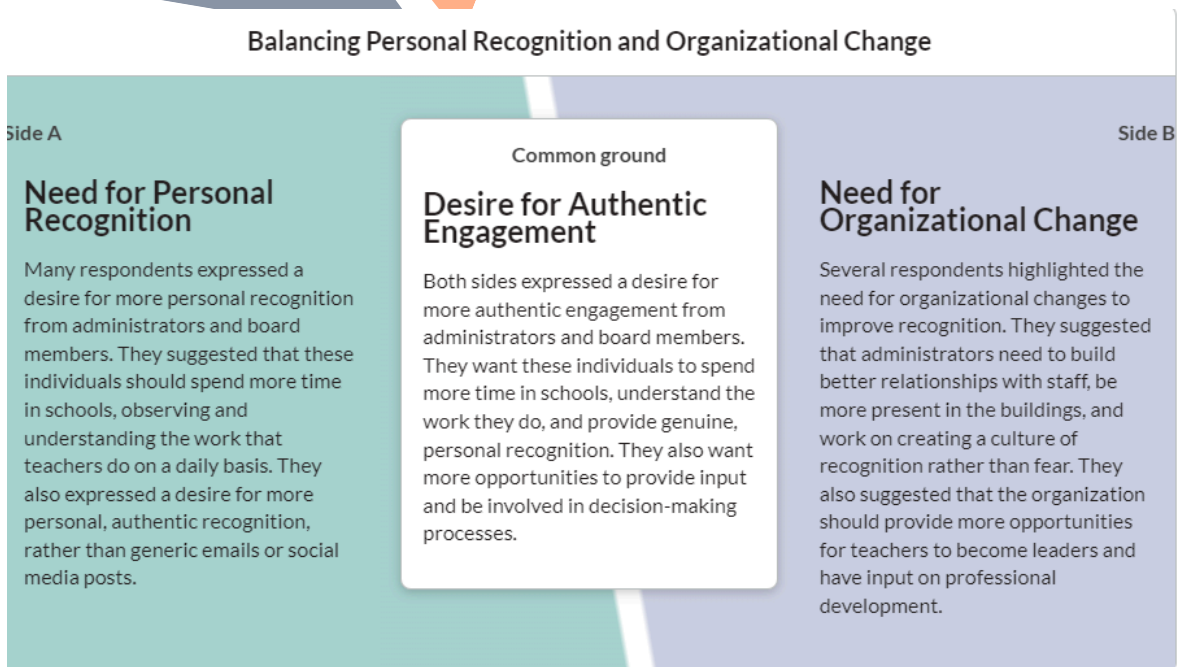 Balancing Personal Recognition and Organizational Change
Side A
Need for Personal
Recognition
Many respondents expressed a
desire for more personal recognition
from administrators and board
members. They suggested that these
individuals should spend more time
in schools, observing and
understanding the work that
teachers do on a daily basis. They
also expressed a desire for more
personal, authentic recognition,
rather than generic emails or social
media posts.
Common ground
Desire for Authentic
Engagement
Both sides expressed a desire for
more authentic engagement from
administrators and board members.
They want these individuals to spend
more time in schools, understand the
work they do, and provide genuine,
personal recognition. They also want
more opportunities to provide input
and be involved in decision-making
processes.
Side B
Need for
Organizational Change
Several respondents highlighted the
need for organizational changes to
improve recognition. They suggested
that administrators need to build
better relationships with staff, be
more present in the buildings, and
work on creating a culture of
recognition rather than fear. They
also suggested that the organization
should provide more opportunities
for teachers to become leaders and
have input on professional
development.